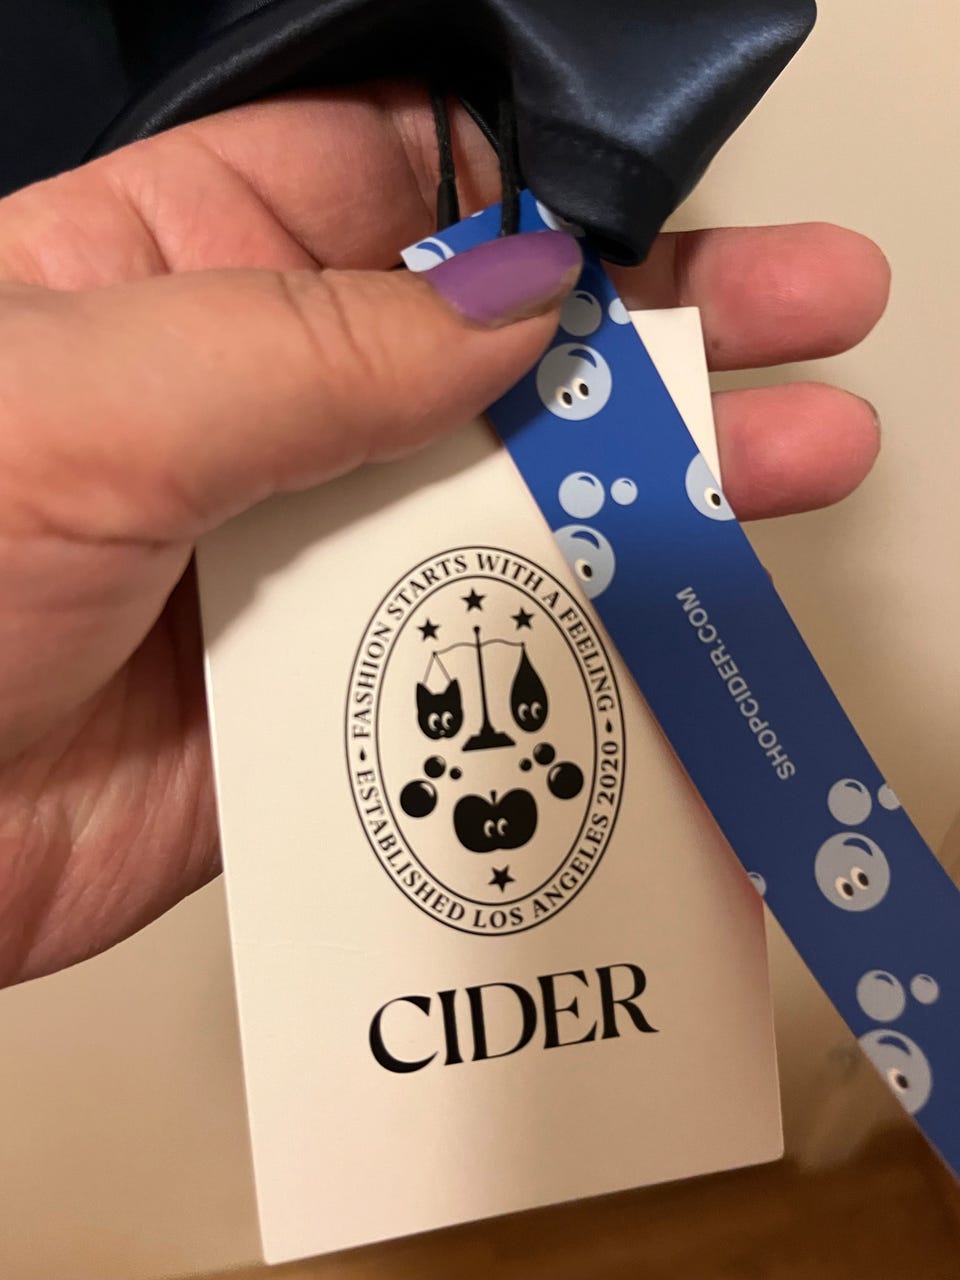 FASHION STARTS WITH A FEELING
ESTABLISHED LOS ANGELES 2020
CIDER
SHOPCIDER.COM